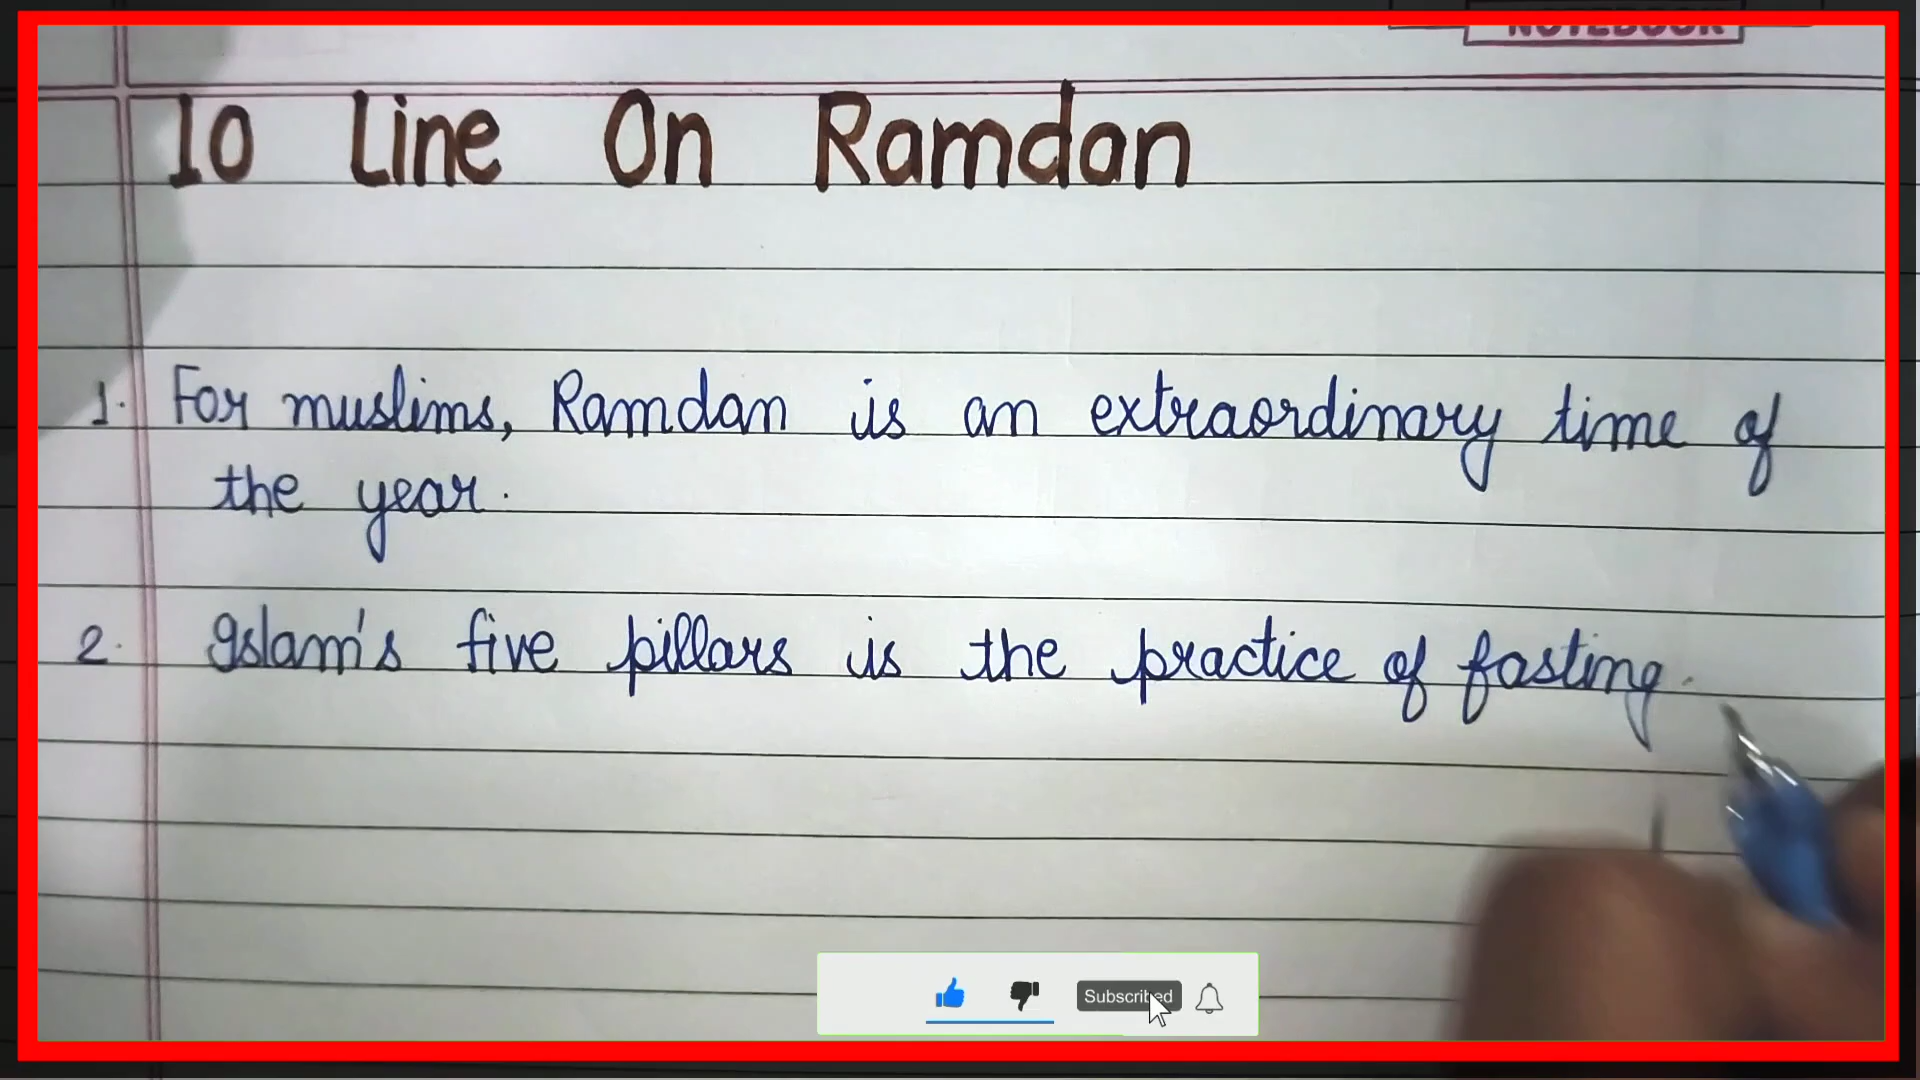 NOTEBOOK
10 Line On Ramdan
1. For muslims, Ramdan is an extraordinary time of
the year.
2. Islam's five pillars is the practice of fasting.
Subscribed